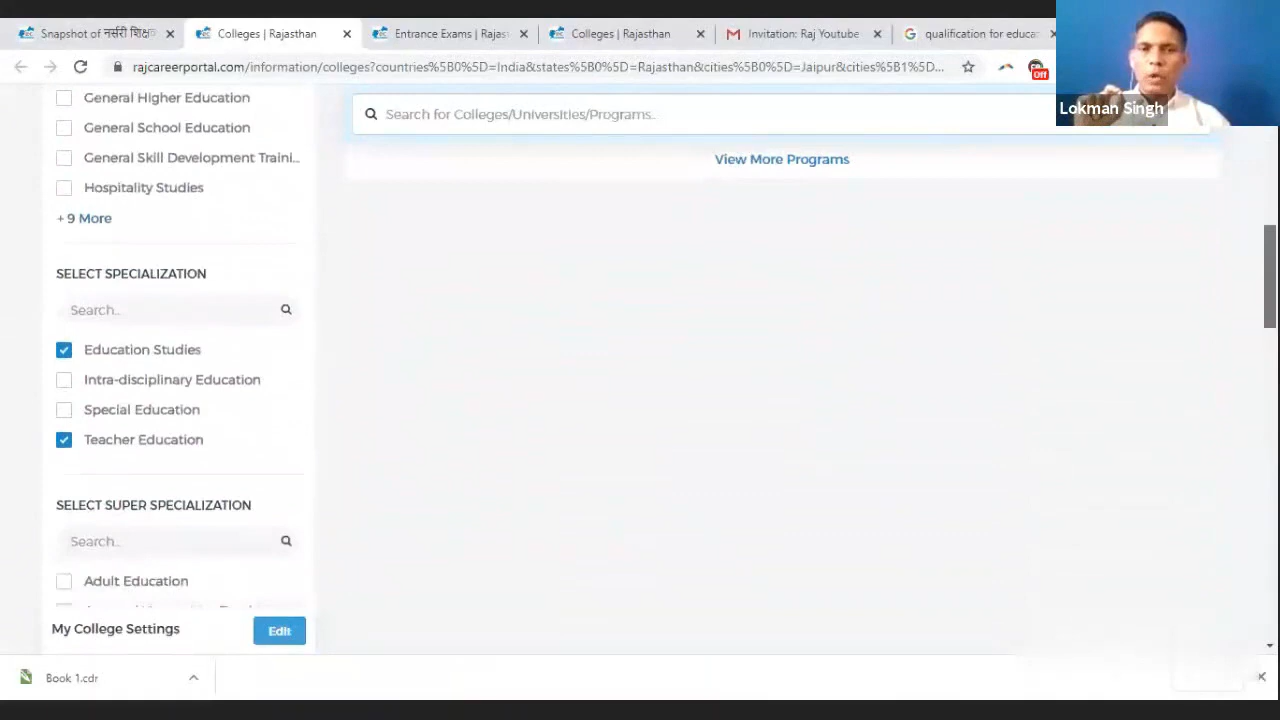 Snapshot of नर्सरी शिक्ष
Colleges | Rajasthan
Entrance Exams | Rajas
Colleges | Rajasthan
Invitation: Raj Youtube
qualification for educa
rajcareerportal.com/information/colleges?countries%5B0%5D=India&states%5B0%5D=Rajasthan&cities%5B0%5D=Jaipur&cities%5B1%5D...
Off
Lokman Singh
General Higher Education
General School Education
General Skill Development Traini...
Hospitality Studies
+ 9 More
Search for Colleges/Universities/Programs..
View More Programs
SELECT SPECIALIZATION
Search...
Education Studies
Intra-disciplinary Education
Special Education
Teacher Education
SELECT SUPER SPECIALIZATION
Search...
Adult Education
My College Settings
Edit
Book 1.cdr